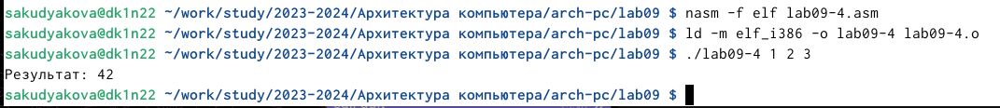 sakudyakova@dk1n22 ~/work/study/2023-2024/Архитектура компьютера/arch-pc/lab09 $ nasm -f elf lab09-4.asm
sakudyakova@dk1n22 ~/work/study/2023-2024/Архитектура компьютера/arch-pc/lab09 $ ld -m elf_i386 -o lab09-4 lab09-4.o
sakudyakova@dk1n22 ~/work/study/2023-2024/Архитектура компьютера/arch-pc/lab09 $ ./lab09-4 1 2 3
Результат: 42
sakudyakova@dk1n22 ~/work/study/2023-2024/Архитектура компьютера/arch-pc/lab09 $